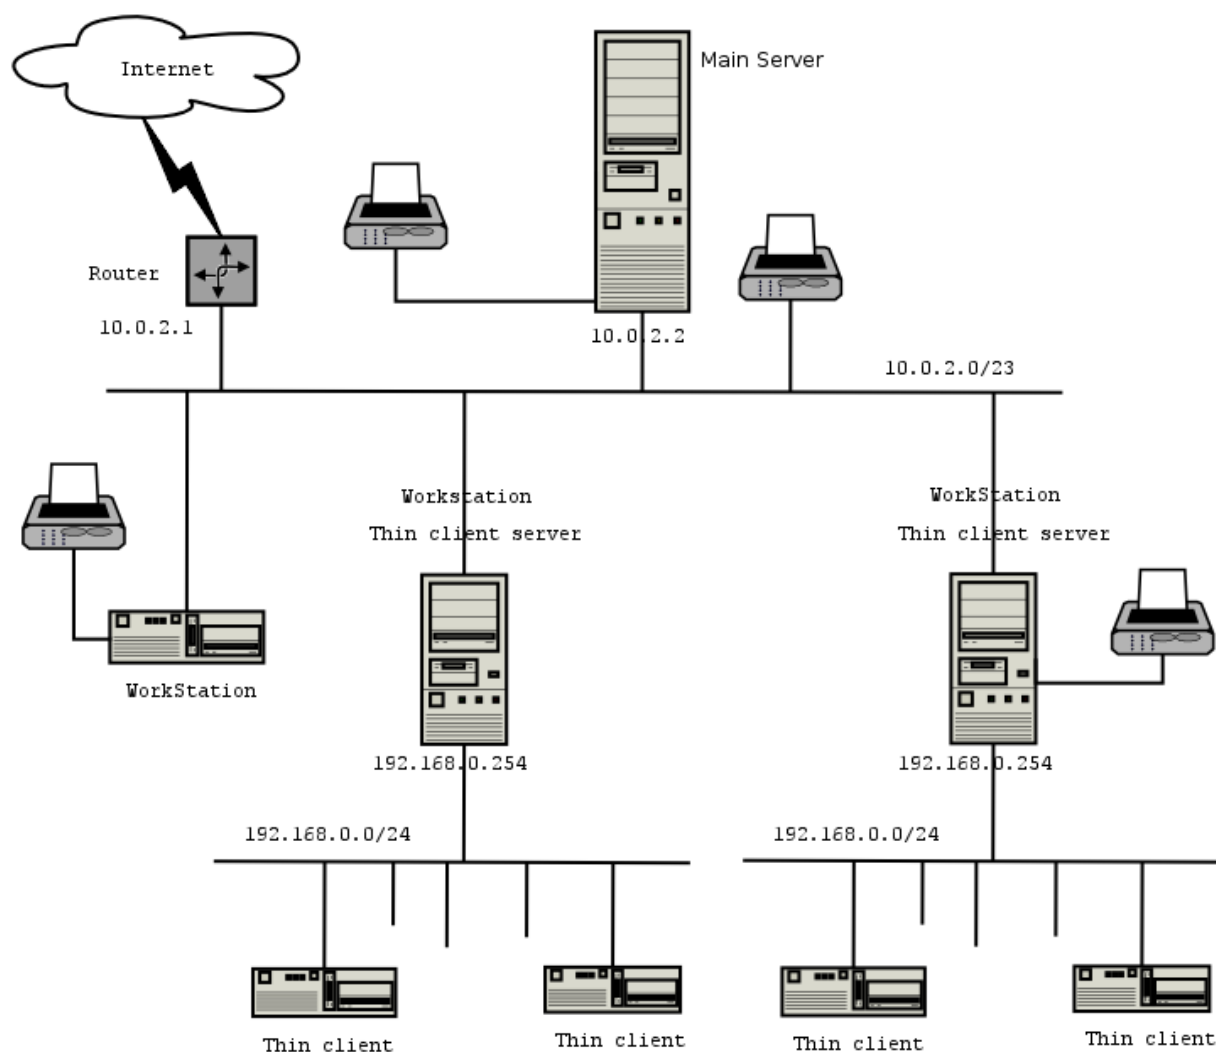 Internet
Main Server
Router
10.0.2.1
10.0.2.2
10.0.2.0/23
Workstation
Thin client server
WorkStation
Thin client server
WorkStation
192.168.0.254
192.168.0.254
192.168.0.0/24
192.168.0.0/24
Thin client
Thin client
Thin client
Thin client